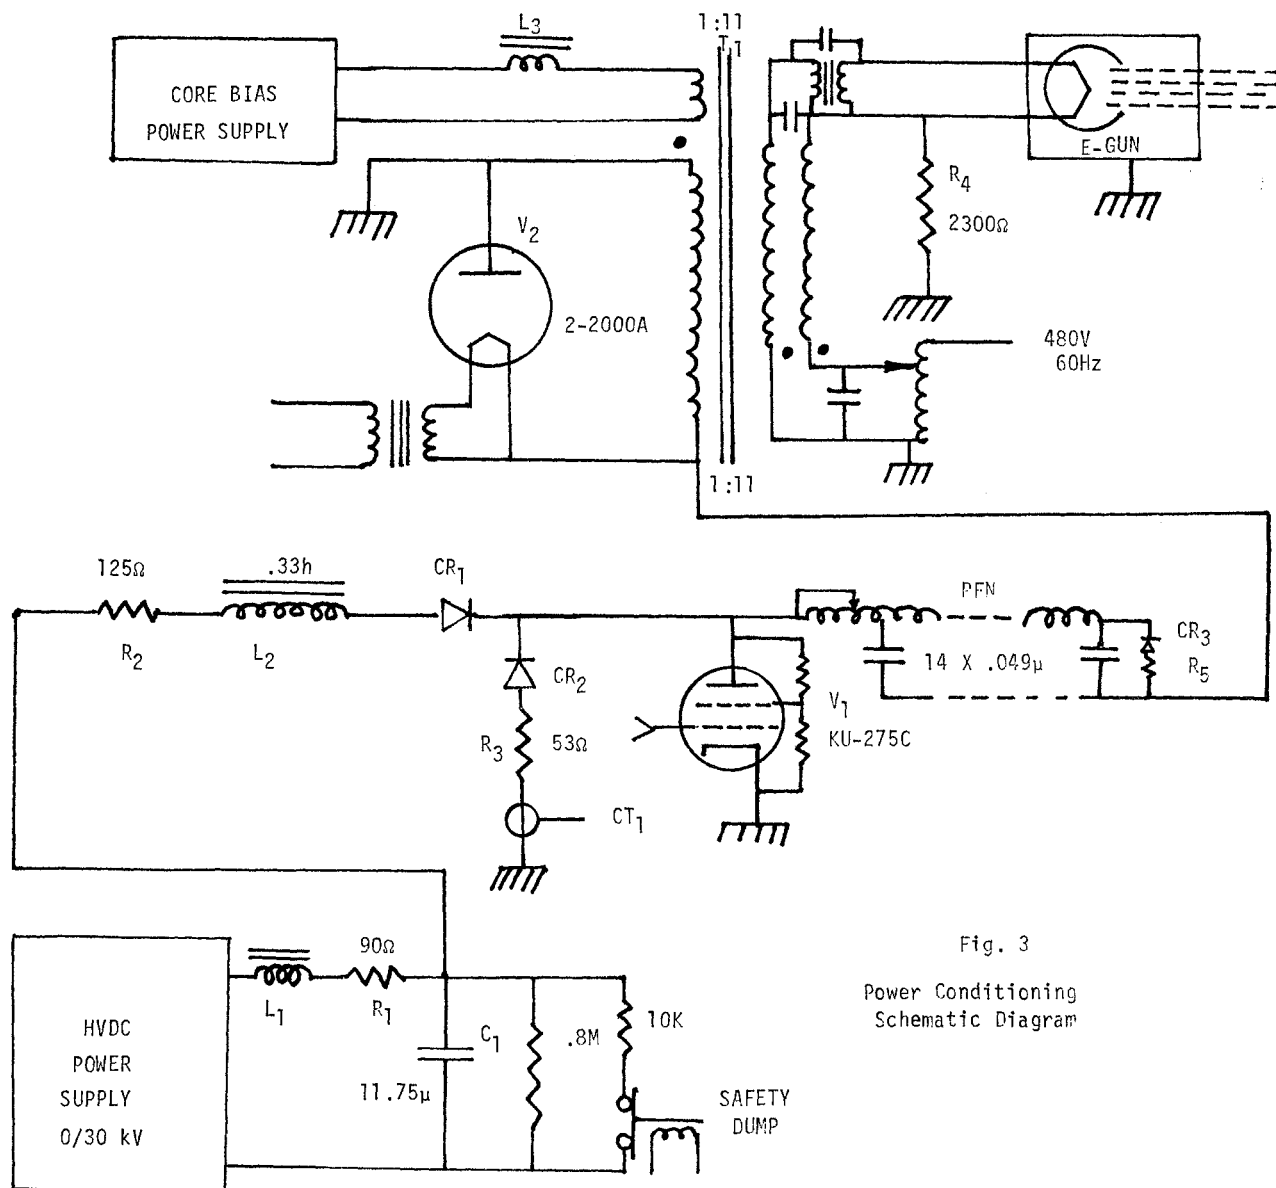 L3
1:11
T1
CORE BIAS
POWER SUPPLY
E-GUN
R4
2300Ω
V2
2-2000A
480V
60Hz
1:11
125Ω
.33h
CR1
PFN
R2
L2
CR2
14 X .049μ
CR3
R5
V1
KU-275C
R3
53Ω
CT1
Fig. 3
Power Conditioning
Schematic Diagram
90Ω
L1
R1
HVDC
POWER
SUPPLY
0/30 kV
C1
11.75μ
.8M
10K
SAFETY
DUMP